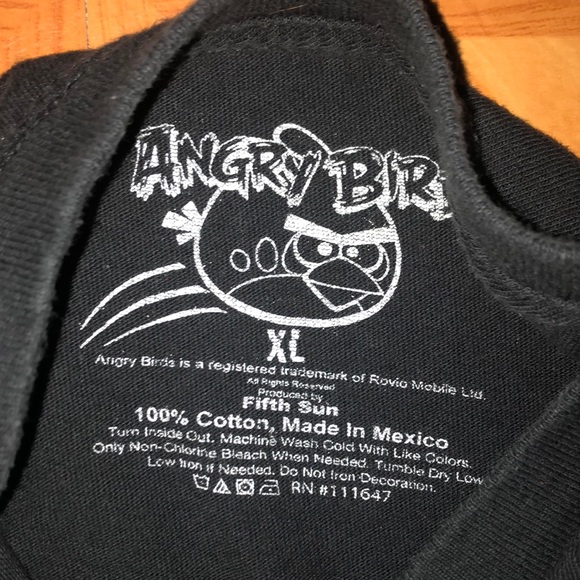 ANGRY BIR
XL
Angry Birds is a registered trademark of Rovio Mobile Ltd.
All Rights Reserved
Produced by
Fifth Sun
100% Cotton, Made In Mexico
Turn Inside Out. Machine Wash Cold With Like Colors.
Only Non-Chlorine Bleach When Needed. Tumble Dry Low
Low Iron if Needed. Do Not Iron Decoration.
RN #111647